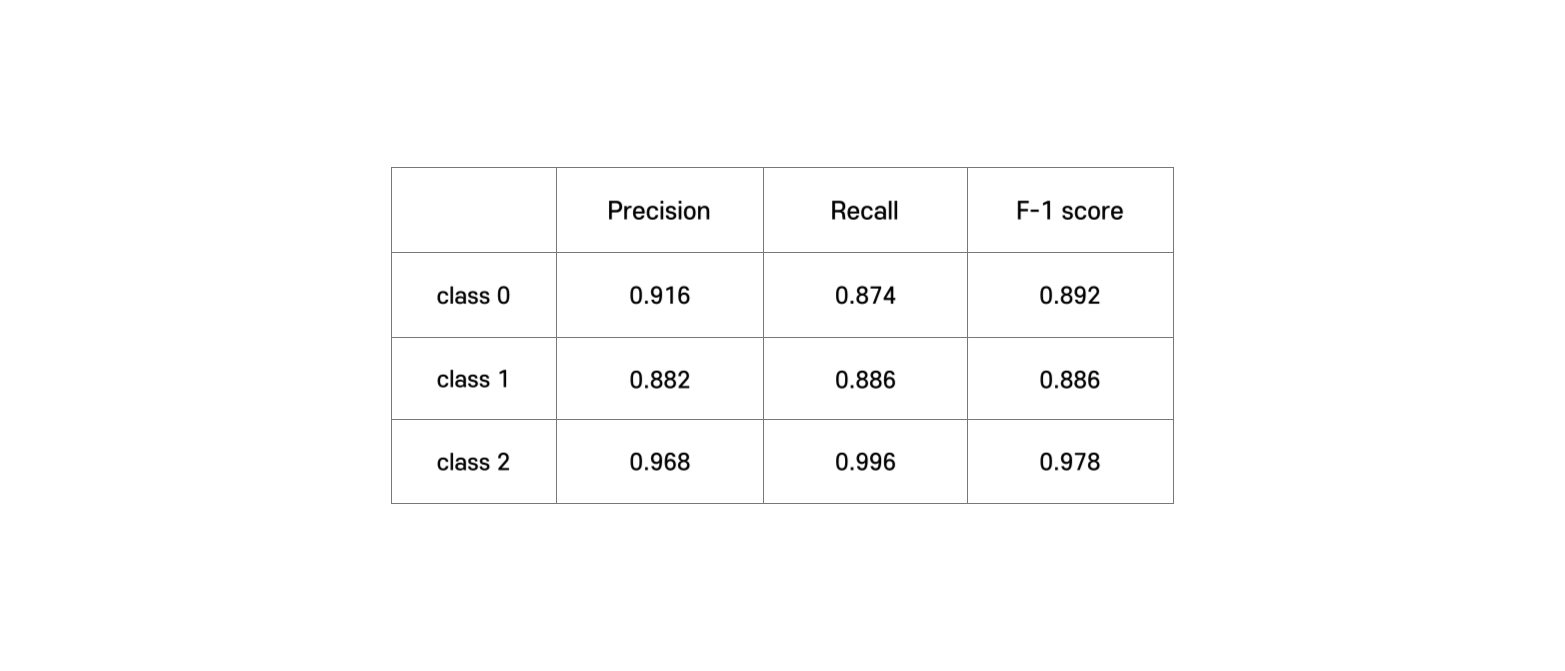 Precision Recall F-1 score
class 0 0.916 0.874 0.892
class 1 0.882 0.886 0.886
class 2 0.968 0.996 0.978